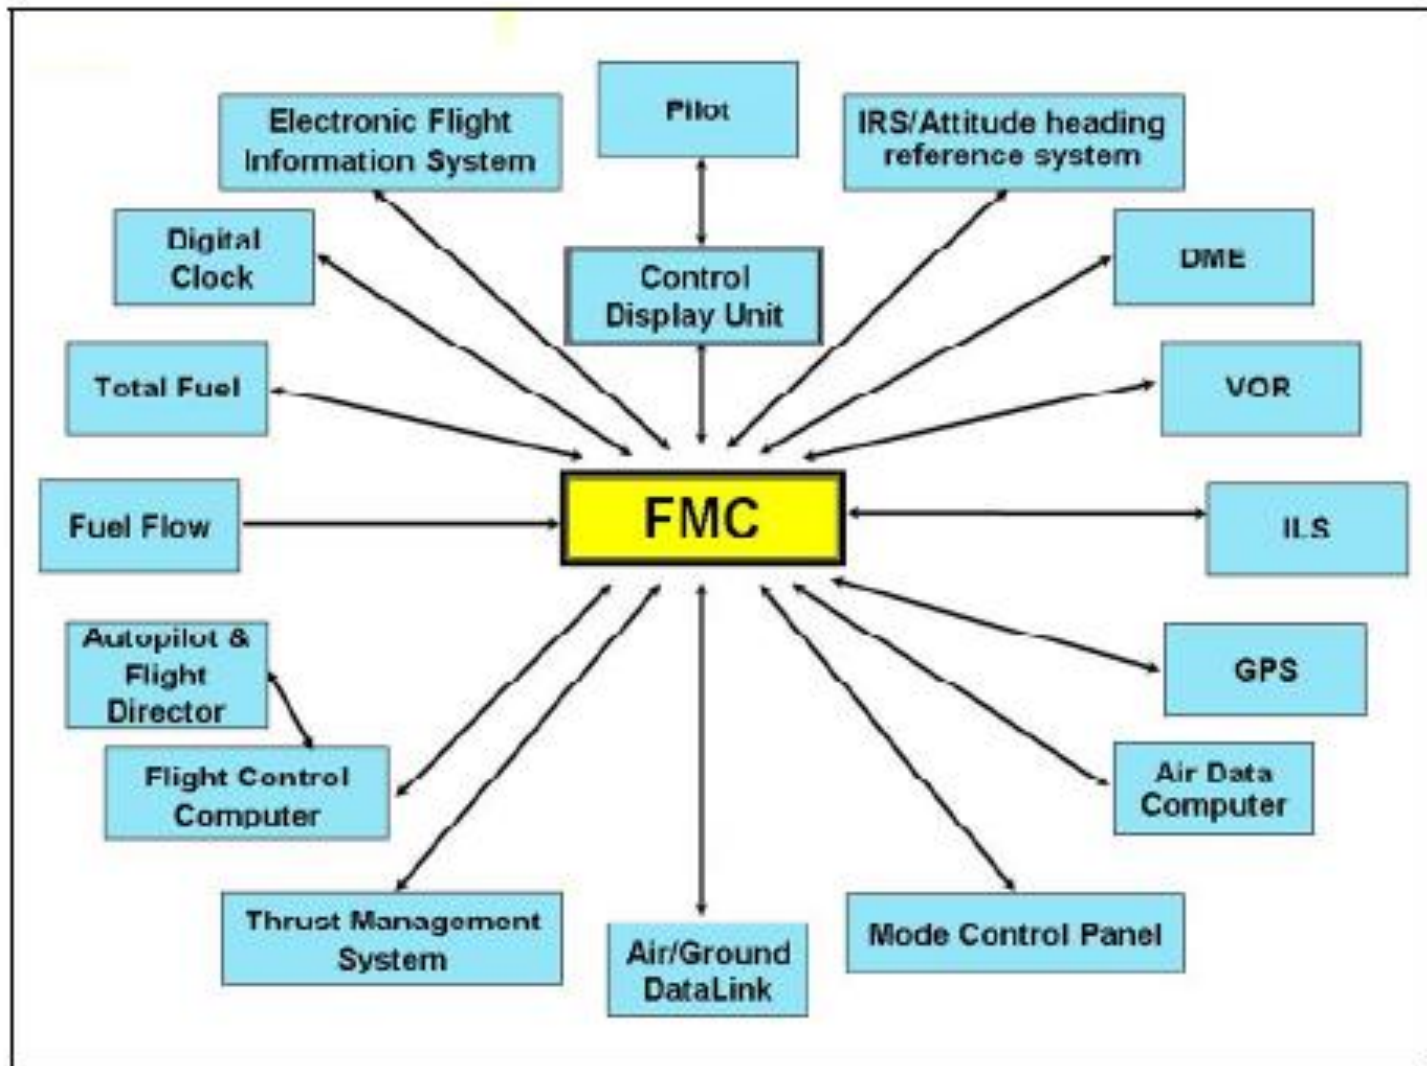 Pilot
Electronic Flight
Information System
IRS/Attitude heading
reference system
Digital
Clock
Control
Display Unit
DME
Total Fuel
VOR
Fuel Flow
FMC
ILS
Autopilot &
Flight
Director
GPS
Flight Control
Computer
Air Data
Computer
Thrust Management
System
Air/Ground
DataLink
Mode Control Panel